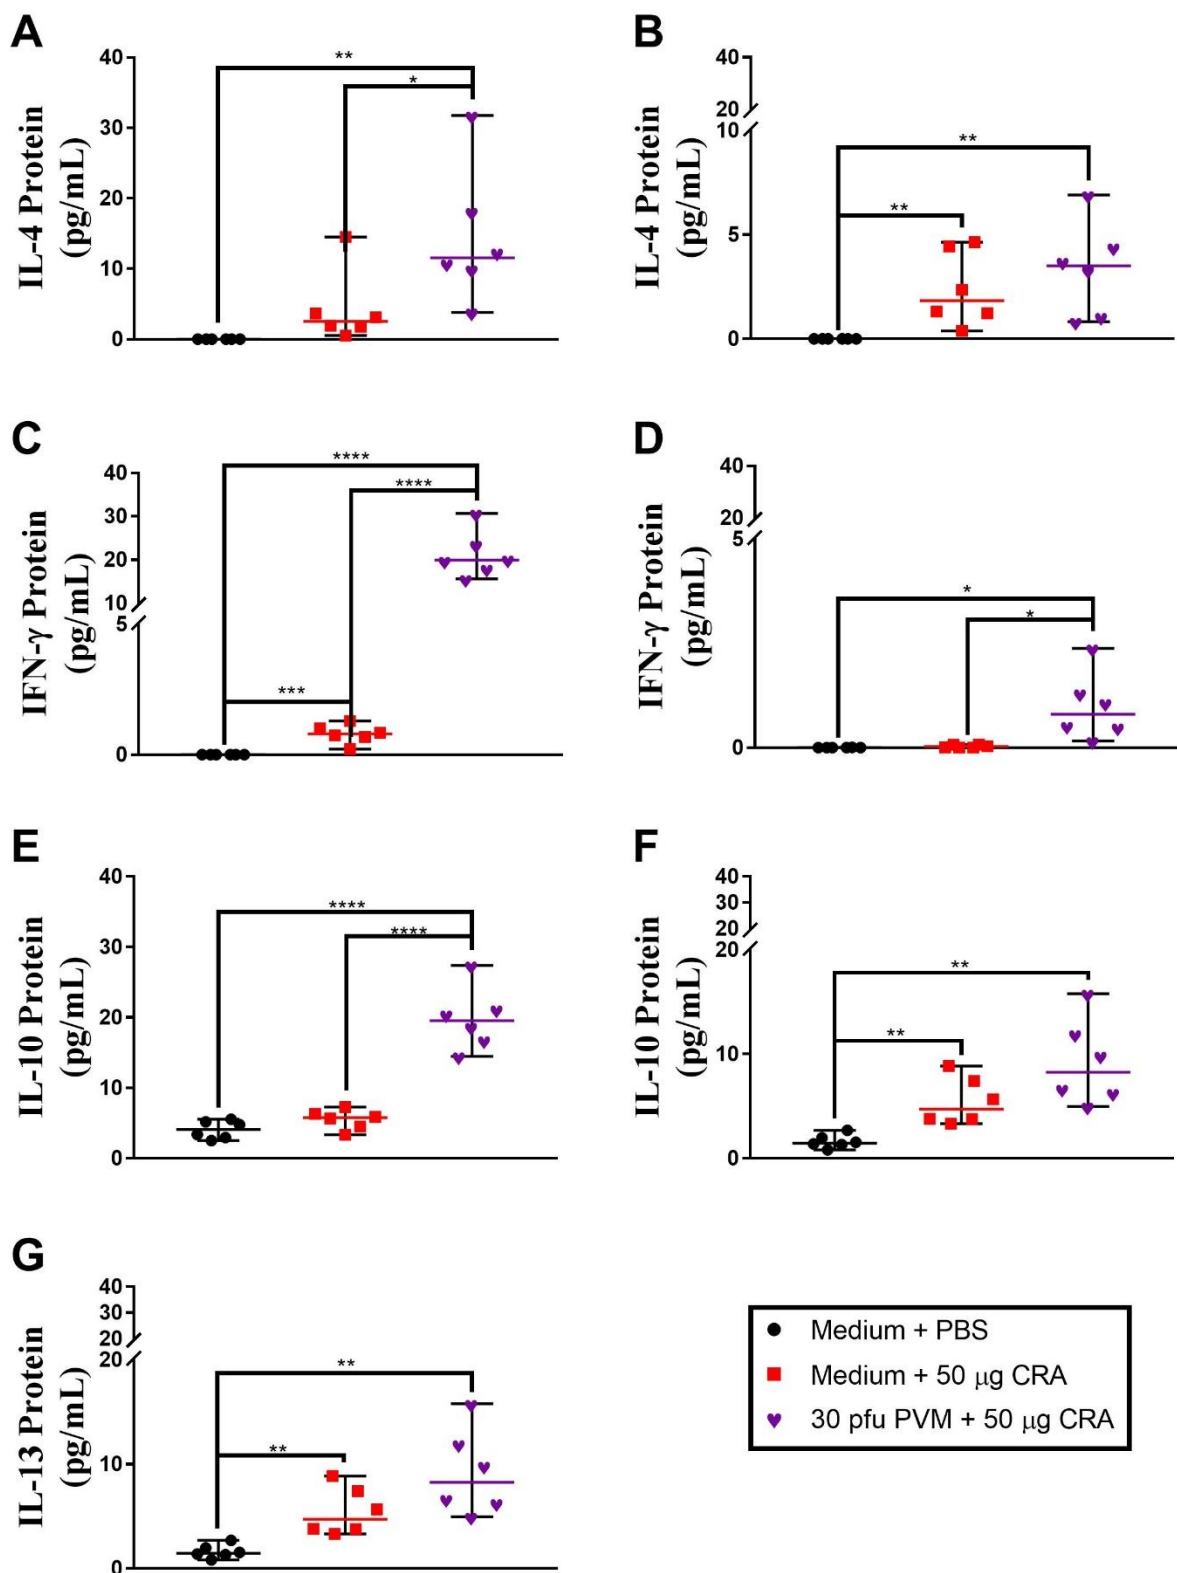 A
IL-4 Protein
(pg/mL)
40
30
20
10
0
**
*
B
IL-4 Protein
(pg/mL)
40
20
10
5
0
**
**
C
IFN-γ Protein
(pg/mL)
40
30
20
10
5
0
****
****
***
D
IFN-γ Protein
(pg/mL)
40
20
5
0
*
*
E
IL-10 Protein
(pg/mL)
40
30
20
10
0
****
****
F
IL-10 Protein
(pg/mL)
40
30
20
20
10
0
**
**
G
IL-13 Protein
(pg/mL)
40
30
20
20
10
0
**
**
Medium + PBS
Medium + 50 μg CRA
30 pfu PVM + 50 μg CRA